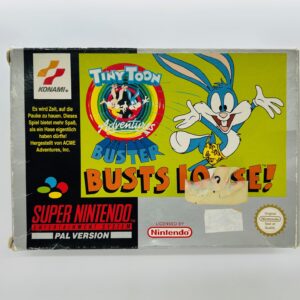 KONAMI
Es wird Zeit, auf die
Pauke zu hauen. Dieses
Spiel bietet mehr Spaß,
als ein Hase eigentlich
haben dürfte!
Hergestellt von ACME
Adventures, Inc.
TINY TOON
Adventures
BUSTER
BUSTS
SUPER NINTENDO
ENTERTAINMENT SYSTEM
PAL VERSION
LICENSED BY
Nintendo